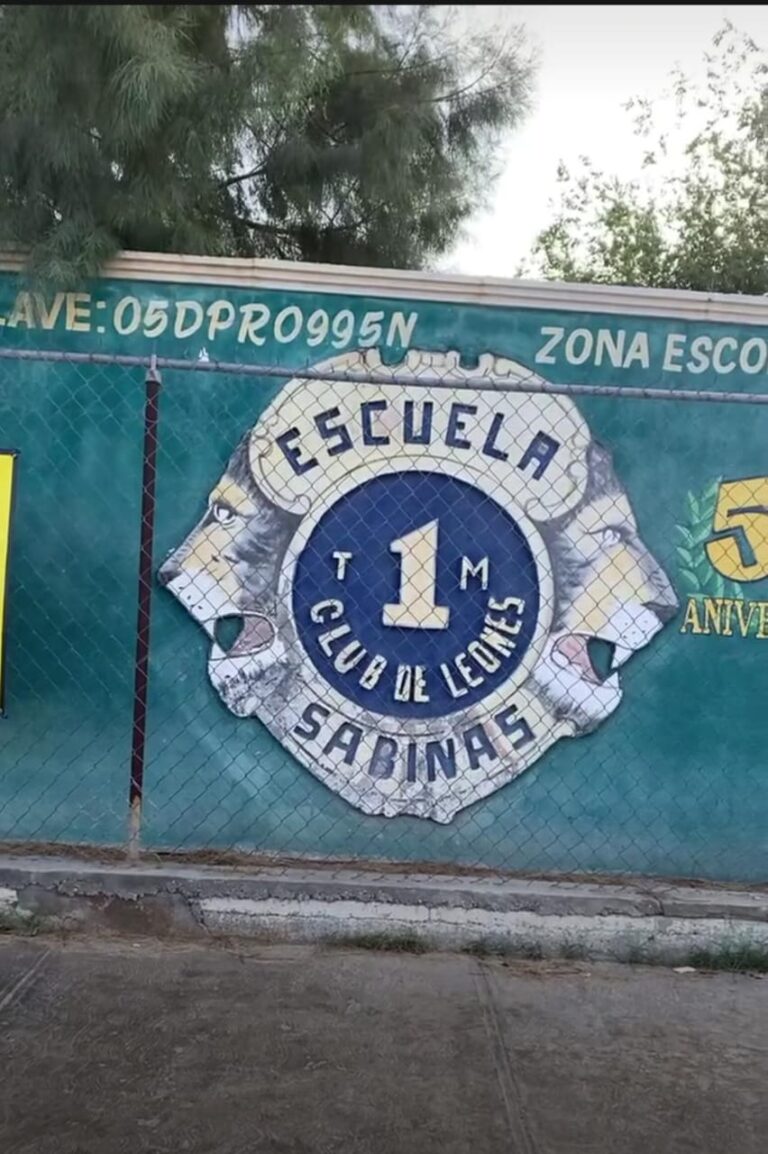 LAVE: 05DPR0995N
ZONA ESCO
ESCUELA
T 1 M
CLUB DE LEONES
SABINAS
5
ANIVE